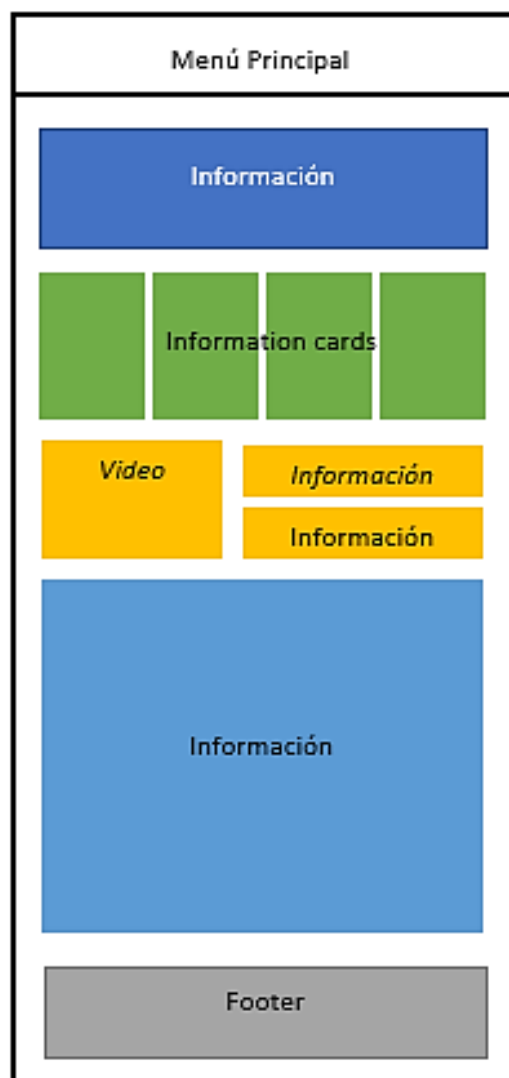 Menú Principal
Información
Information cards
Video
Información
Información
Información
Footer